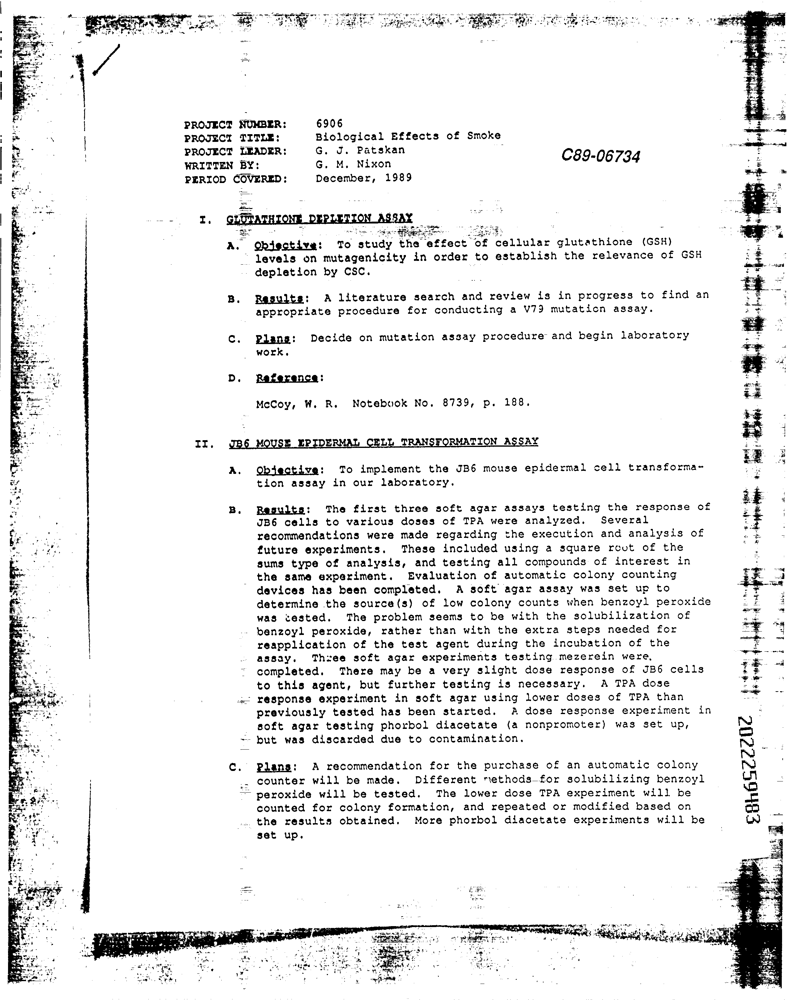 PROJECT NUMBER: 6906
PROJECT TITLE: Biological Effects of Smoke
PROJECT LEADER: G. J. Patskan
WRITTEN BY: G. M. Nixon
PERIOD COVERED: December, 1989
C89-06734
I. GLUTATHIONE DEPLETION ASSAY
A. Objective: To study the effect of cellular glutathione (GSH)
levels on mutagenicity in order to establish the relevance of GSH
depletion by CSC.
B. Results: A literature search and review is in progress to find an
appropriate procedure for conducting a V79 mutation assay.
C. Plans: Decide on mutation assay procedure and begin laboratory
work.
D. Reference:
McCoy, W. R. Notebook No. 8739, p. 188.
II. JB6 MOUSE EPIDERMAL CELL TRANSFORMATION ASSAY
A. Objective: To implement the JB6 mouse epidermal cell transforma-
tion assay in our laboratory.
B. Results: The first three soft agar assays testing the response of
JB6 cells to various doses of TPA were analyzed. Several
recommendations were made regarding the execution and analysis of
future experiments. These included using a square root of the
sums type of analysis, and testing all compounds of interest in
the same experiment. Evaluation of automatic colony counting
devices has been completed. A soft agar assay was set up to
determine the source(s) of low colony counts when benzoyl peroxide
was tested. The problem seems to be with the solubilization of
benzoyl peroxide, rather than with the extra steps needed for
reapplication of the test agent during the incubation of the
assay. Three soft agar experiments testing mezerein were
completed. There may be a very slight dose response of JB6 cells
to this agent, but further testing is necessary. A TPA dose
response experiment in soft agar using lower doses of TPA than
previously tested has been started. A dose response experiment in
soft agar testing phorbol diacetate (a nonpromoter) was set up,
but was discarded due to contamination.
C. Plans: A recommendation for the purchase of an automatic colony
counter will be made. Different methods for solubilizing benzoyl
peroxide will be tested. The lower dose TPA experiment will be
counted for colony formation, and repeated or modified based on
the results obtained. More phorbol diacetate experiments will be
set up.
2022259483